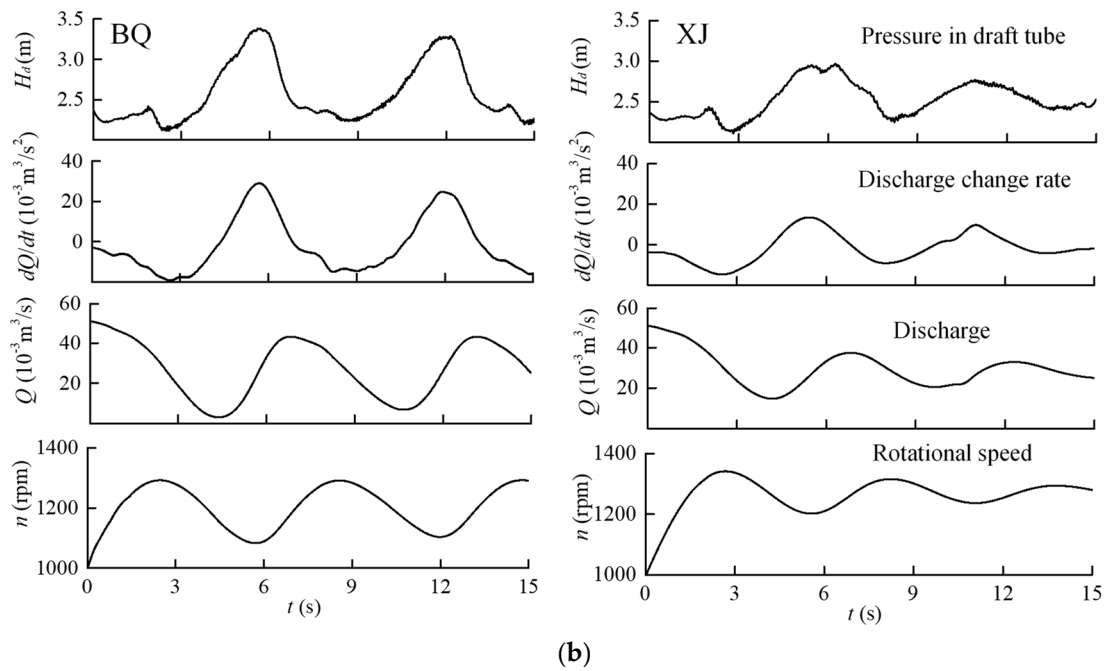 BQ
H_d (m)
3.5
3.0
2.5
dQ/dt (10⁻³m³/s²)
40
20
0
Q (10⁻³m³/s)
60
40
20
n (rpm)
1400
1200
1000
0 3 6 9 12 15
t (s)
XJ
Pressure in draft tube
H_d (m)
3.5
3.0
2.5
Discharge change rate
dQ/dt (10⁻³m³/s²)
40
20
0
Discharge
Q (10⁻³m³/s)
60
40
20
Rotational speed
n (rpm)
1400
1200
1000
0 3 6 9 12 15
t (s)
(b)